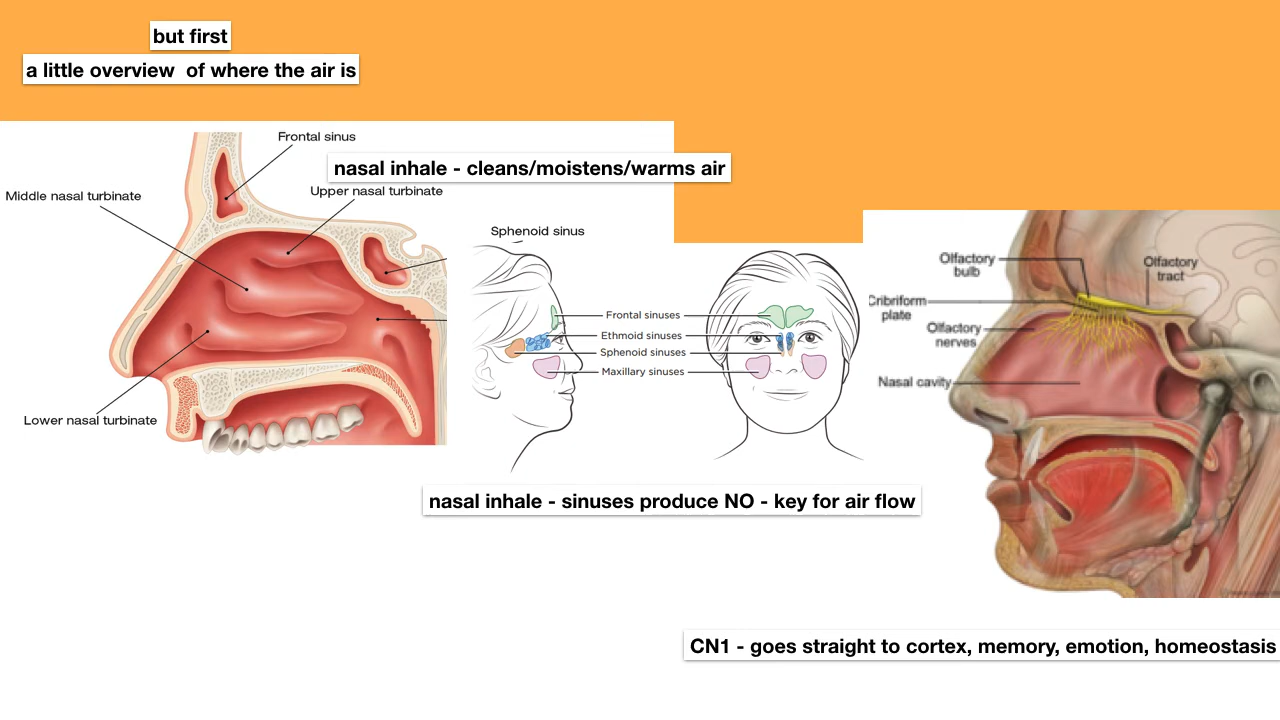 but first
a little overview of where the air is
Frontal sinus
nasal inhale - cleans/moistens/warms air
Middle nasal turbinate
Upper nasal turbinate
Sphenoid sinus
Lower nasal turbinate
Frontal sinuses
Ethmoid sinuses
Sphenoid sinuses
Maxillary sinuses
Olfactory
bulb
Olfactory
tract
Cribriform
plate
Olfactory
nerves
Nasal cavity
nasal inhale - sinuses produce NO - key for air flow
CN1 - goes straight to cortex, memory, emotion, homeostasis